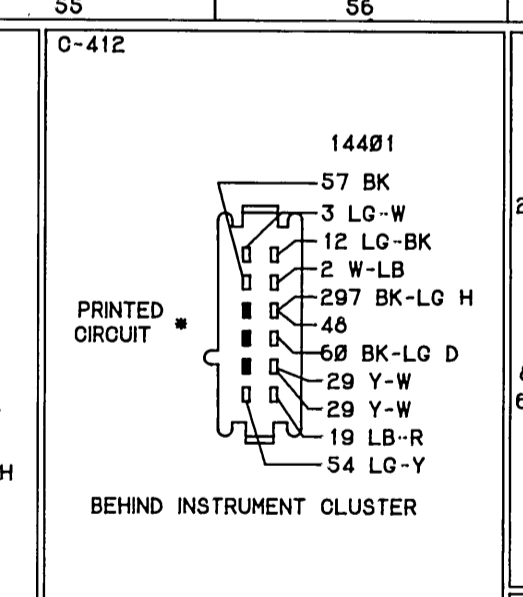 55 56
C-412
14401
57 BK
3 LG-W
12 LG-BK
2 W-LB
297 BK-LG H
48
60 BK-LG D
29 Y-W
29 Y-W
19 LB-R
54 LG-Y
PRINTED
CIRCUIT *
BEHIND INSTRUMENT CLUSTER
H